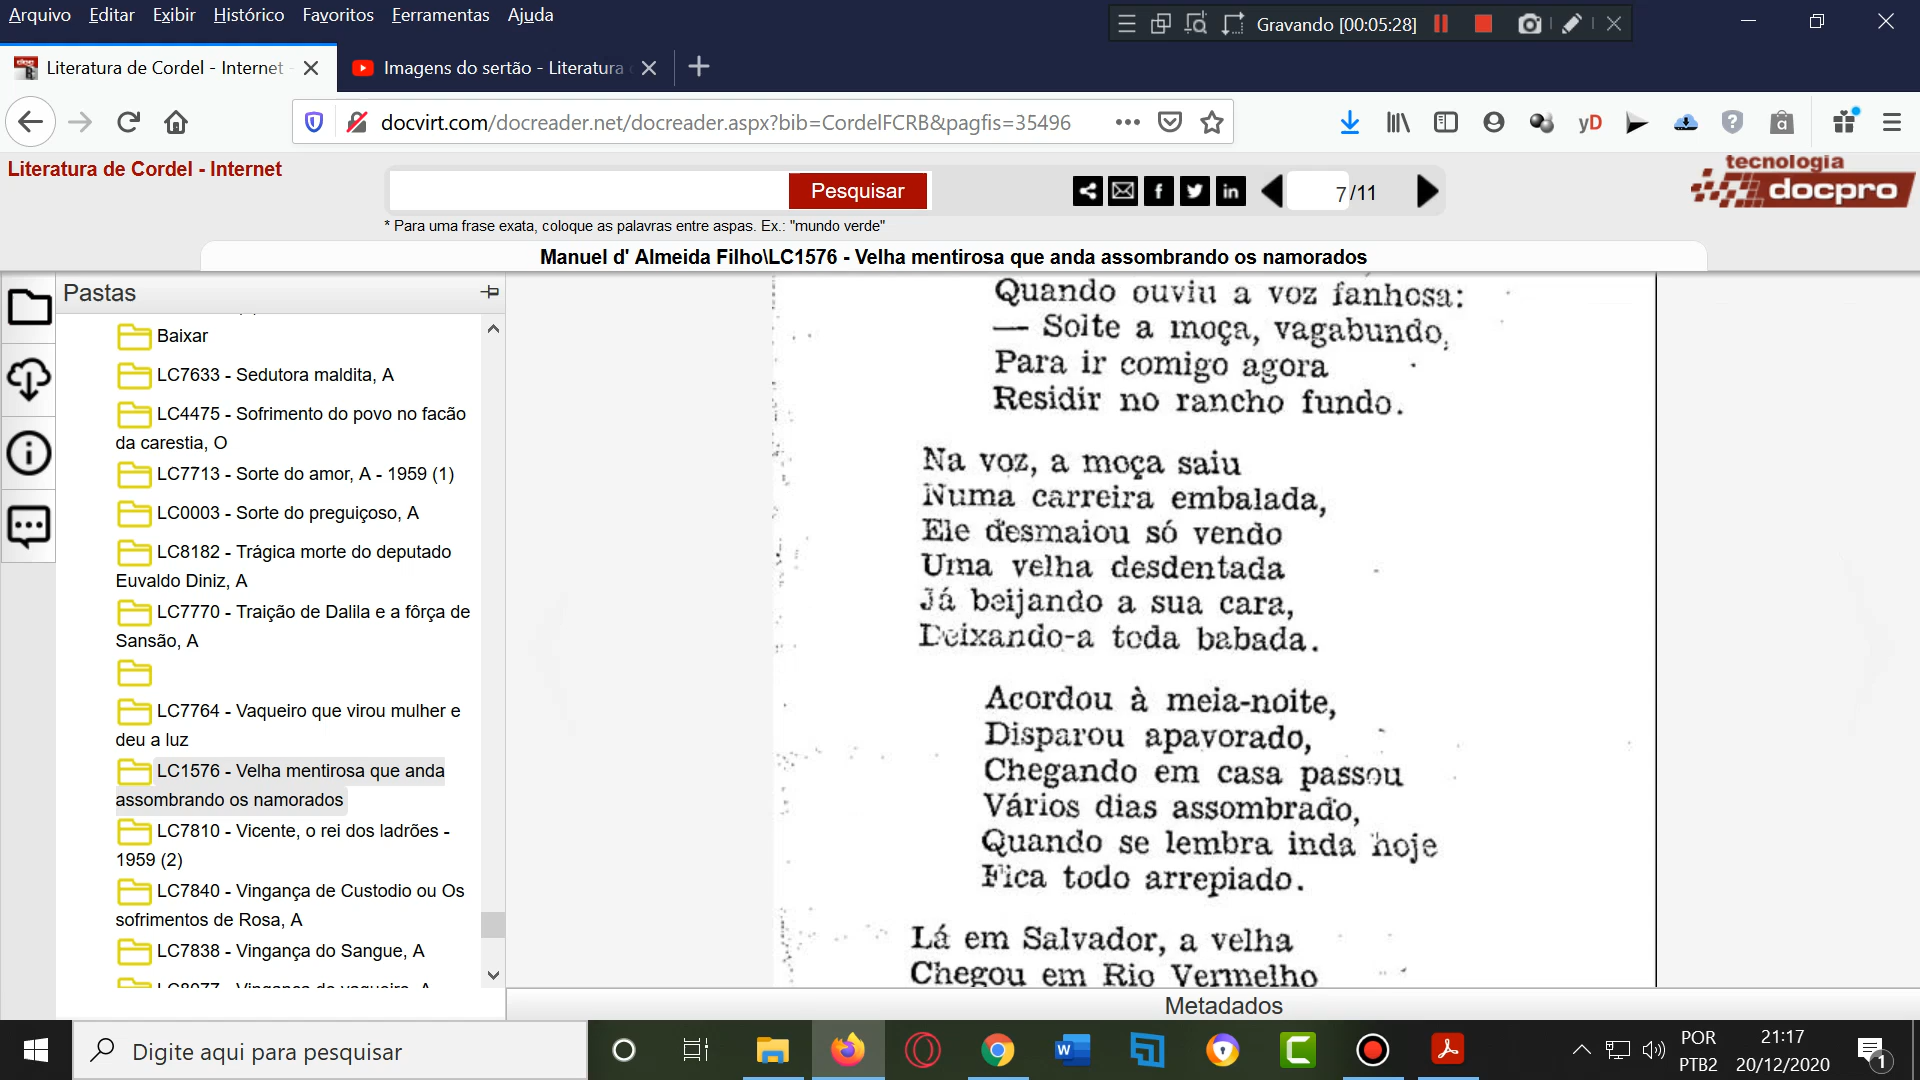 Arquivo Editar Exibir Histórico Favoritos Ferramentas Ajuda
Gravando [00:05:28]
Literatura de Cordel - Internet -
Imagens do sertão - Literatura
docvirt.com/docreader.net/docreader.aspx?bib=CordelFCRB&pagfis=35496
yD
Literatura de Cordel - Internet
Pesquisar
7/11
tecnologia
docpro
* Para uma frase exata, coloque as palavras entre aspas. Ex.: "mundo verde"
Manuel d' Almeida Filho\LC1576 - Velha mentirosa que anda assombrando os namorados
Pastas
Baixar
LC7633 - Sedutora maldita, A
LC4475 - Sofrimento do povo no facão
da carestia, O
LC7713 - Sorte do amor, A - 1959 (1)
LC0003 - Sorte do preguiçoso, A
LC8182 - Trágica morte do deputado
Euvaldo Diniz, A
LC7770 - Traição de Dalila e a fôrça de
Sansão, A
LC7764 - Vaqueiro que virou mulher e
deu a luz
LC1576 - Velha mentirosa que anda
assombrando os namorados
LC7810 - Vicente, o rei dos ladrões -
1959 (2)
LC7840 - Vingança de Custodio ou Os
sofrimentos de Rosa, A
LC7838 - Vingança do Sangue, A
Quando ouviu a voz fanhosa:
— Solte a moça, vagabundo,
Para ir comigo agora
Residir no rancho fundo.
Na voz, a moça saiu
Numa carreira embalada,
Ele desmaiou só vendo
Uma velha desdentada
Já beijando a sua cara,
Deixando-a toda babada.
Acordou à meia-noite,
Disparou apavorado,
Chegando em casa passou
Vários dias assombrado,
Quando se lembra inda hoje
Fica todo arrepiado.
Lá em Salvador, a velha
Chegou em Rio Vermelho
Metadados
Digite aqui para pesquisar
POR
PTB2
21:17
20/12/2020
1